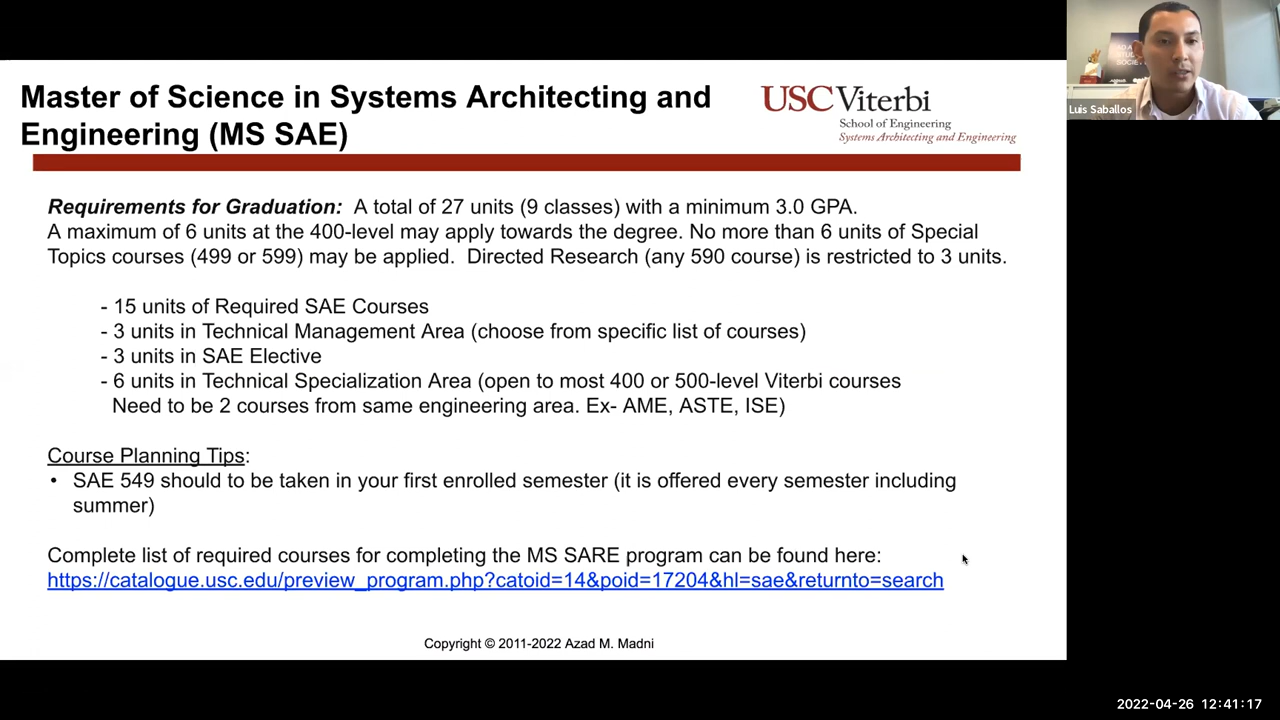 Master of Science in Systems Architecting and
Engineering (MS SAE)
USC Viterbi
School of Engineering
Systems Architecting and Engineering
Luis Saballos
Requirements for Graduation: A total of 27 units (9 classes) with a minimum 3.0 GPA.
A maximum of 6 units at the 400-level may apply towards the degree. No more than 6 units of Special
Topics courses (499 or 599) may be applied. Directed Research (any 590 course) is restricted to 3 units.
- 15 units of Required SAE Courses
- 3 units in Technical Management Area (choose from specific list of courses)
- 3 units in SAE Elective
- 6 units in Technical Specialization Area (open to most 400 or 500-level Viterbi courses
Need to be 2 courses from same engineering area. Ex- AME, ASTE, ISE)
Course Planning Tips:
• SAE 549 should to be taken in your first enrolled semester (it is offered every semester including
summer)
Complete list of required courses for completing the MS SARE program can be found here:
https://catalogue.usc.edu/preview_program.php?catoid=14&poid=17204&hl=sae&returnto=search
Copyright © 2011-2022 Azad M. Madni
2022-04-26 12:41:17